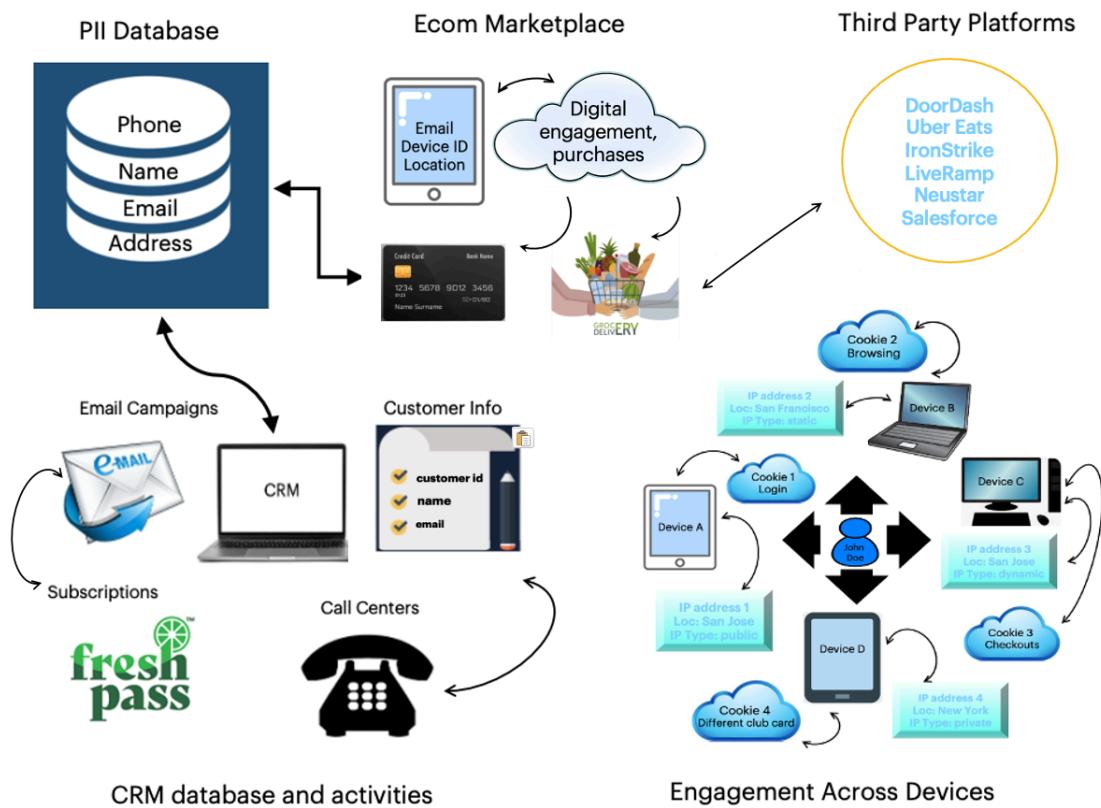 PII Database
Phone
Name
Email
Address
Ecom Marketplace
Email
Device ID
Location
Digital
engagement,
purchases
Credit Card
Bank Name
1234 5678 9012 3456
0123
Name Surname
GROCERY
DELIVERY
Third Party Platforms
DoorDash
Uber Eats
IronStrike
LiveRamp
Neustar
Salesforce
Email Campaigns
e-MAIL
Subscriptions
fresh
pass
TM
CRM
Customer Info
customer id
name
email
Call Centers
CRM database and activities
Cookie 2
Browsing
IP address 2
Loc: San Francisco
IP Type: static
Device B
Cookie 1
Login
Device A
Device C
John
Doe
IP address 3
Loc: San Jose
IP Type: dynamic
IP address 1
Loc: San Jose
IP Type: public
Device D
Cookie 3
Checkouts
Cookie 4
Different club card
IP address 4
Loc: New York
IP Type: private
Engagement Across Devices